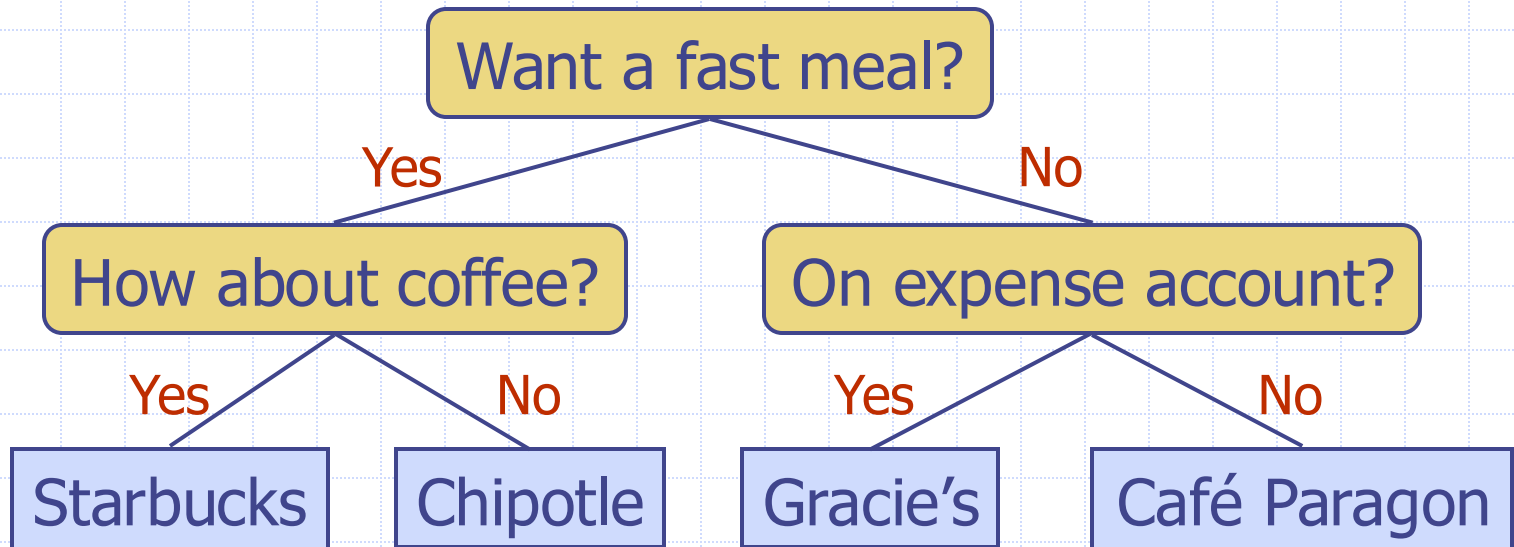 Want a fast meal?
Yes
No
How about coffee?
On expense account?
Yes
No
Yes
No
Starbucks
Chipotle
Gracie’s
Café Paragon